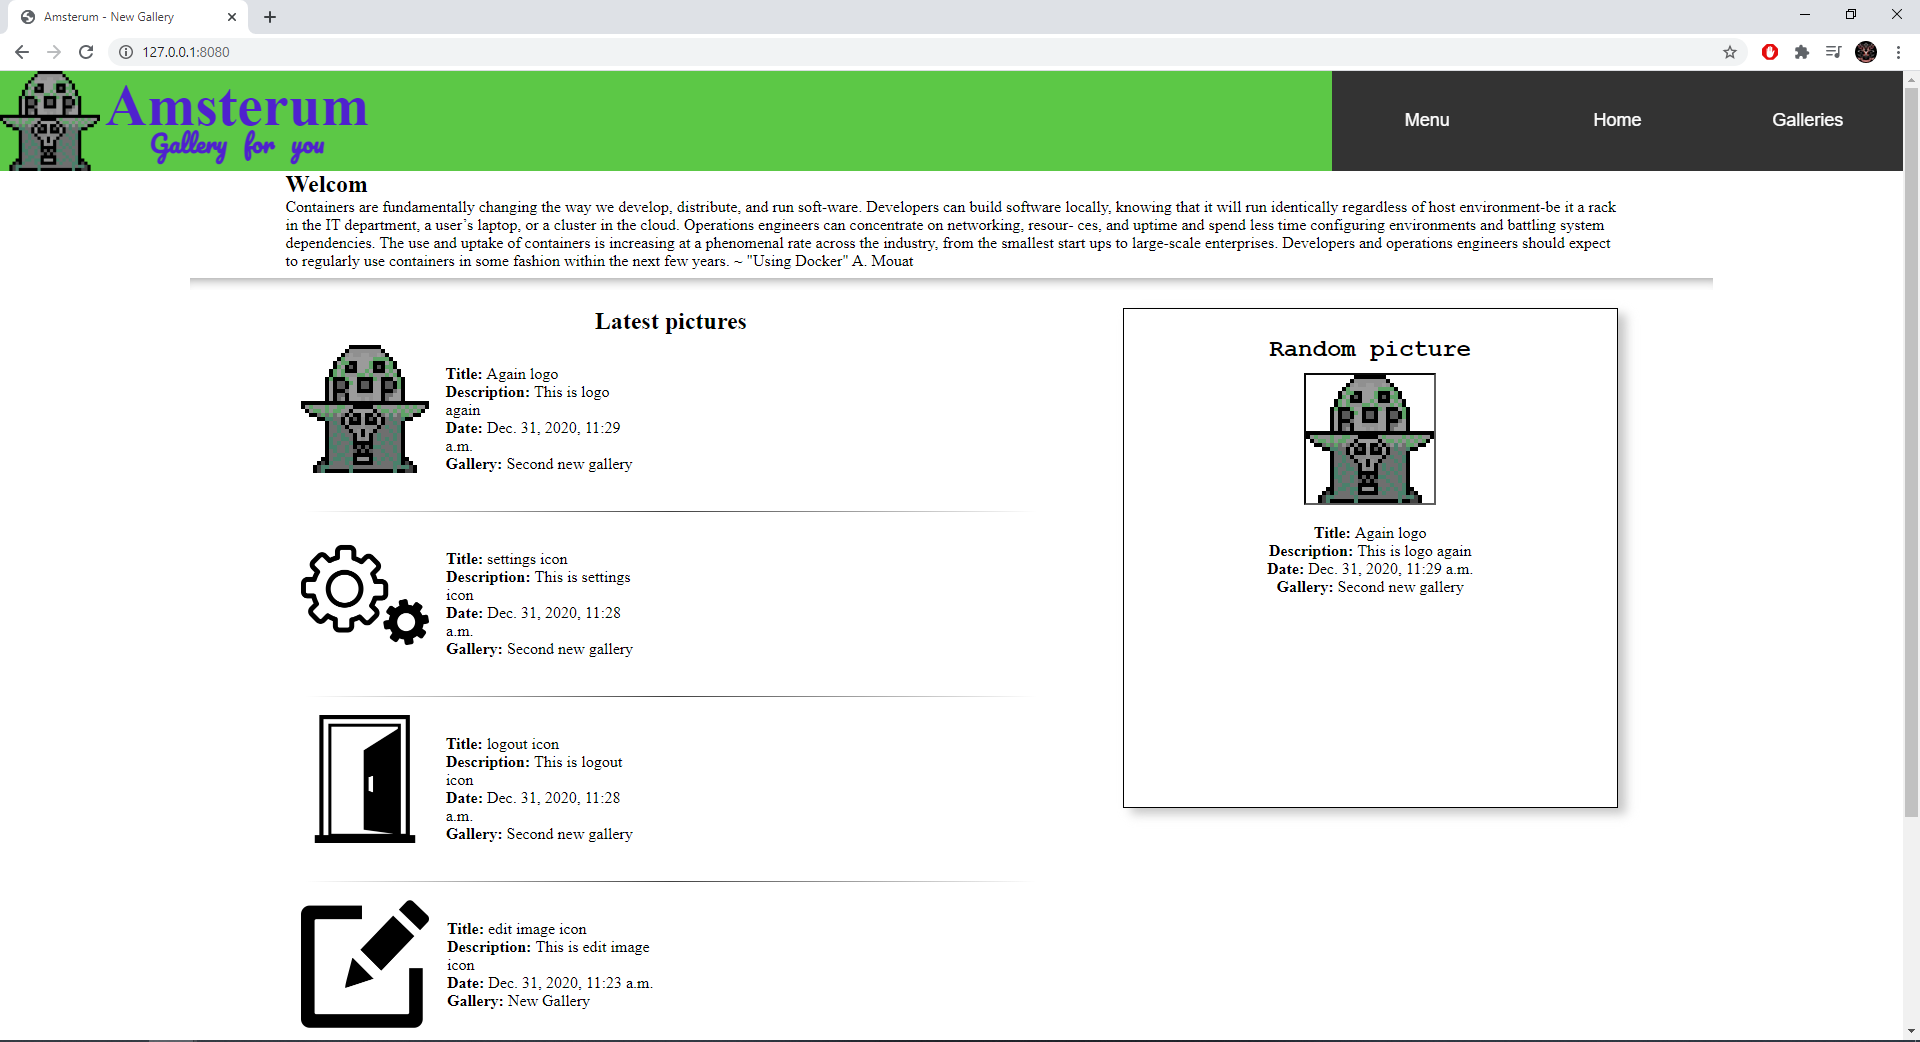 Amsterum - New Gallery
127.0.0.1:8080
Amsterum
Gallery for you
Menu Home Galleries
Welcom
Containers are fundamentally changing the way we develop, distribute, and run soft-ware. Developers can build software locally, knowing that it will run identically regardless of host environment-be it a rack
in the IT department, a user’s laptop, or a cluster in the cloud. Operations engineers can concentrate on networking, resour- ces, and uptime and spend less time configuring environments and battling system
dependencies. The use and uptake of containers is increasing at a phenomenal rate across the industry, from the smallest start ups to large-scale enterprises. Developers and operations engineers should expect
to regularly use containers in some fashion within the next few years. ~ "Using Docker" A. Mouat
Latest pictures
Title: Again logo
Description: This is logo
again
Date: Dec. 31, 2020, 11:29
a.m.
Gallery: Second new gallery
Title: settings icon
Description: This is settings
icon
Date: Dec. 31, 2020, 11:28
a.m.
Gallery: Second new gallery
Title: logout icon
Description: This is logout
icon
Date: Dec. 31, 2020, 11:28
a.m.
Gallery: Second new gallery
Title: edit image icon
Description: This is edit image
icon
Date: Dec. 31, 2020, 11:23 a.m.
Gallery: New Gallery
Random picture
Title: Again logo
Description: This is logo again
Date: Dec. 31, 2020, 11:29 a.m.
Gallery: Second new gallery